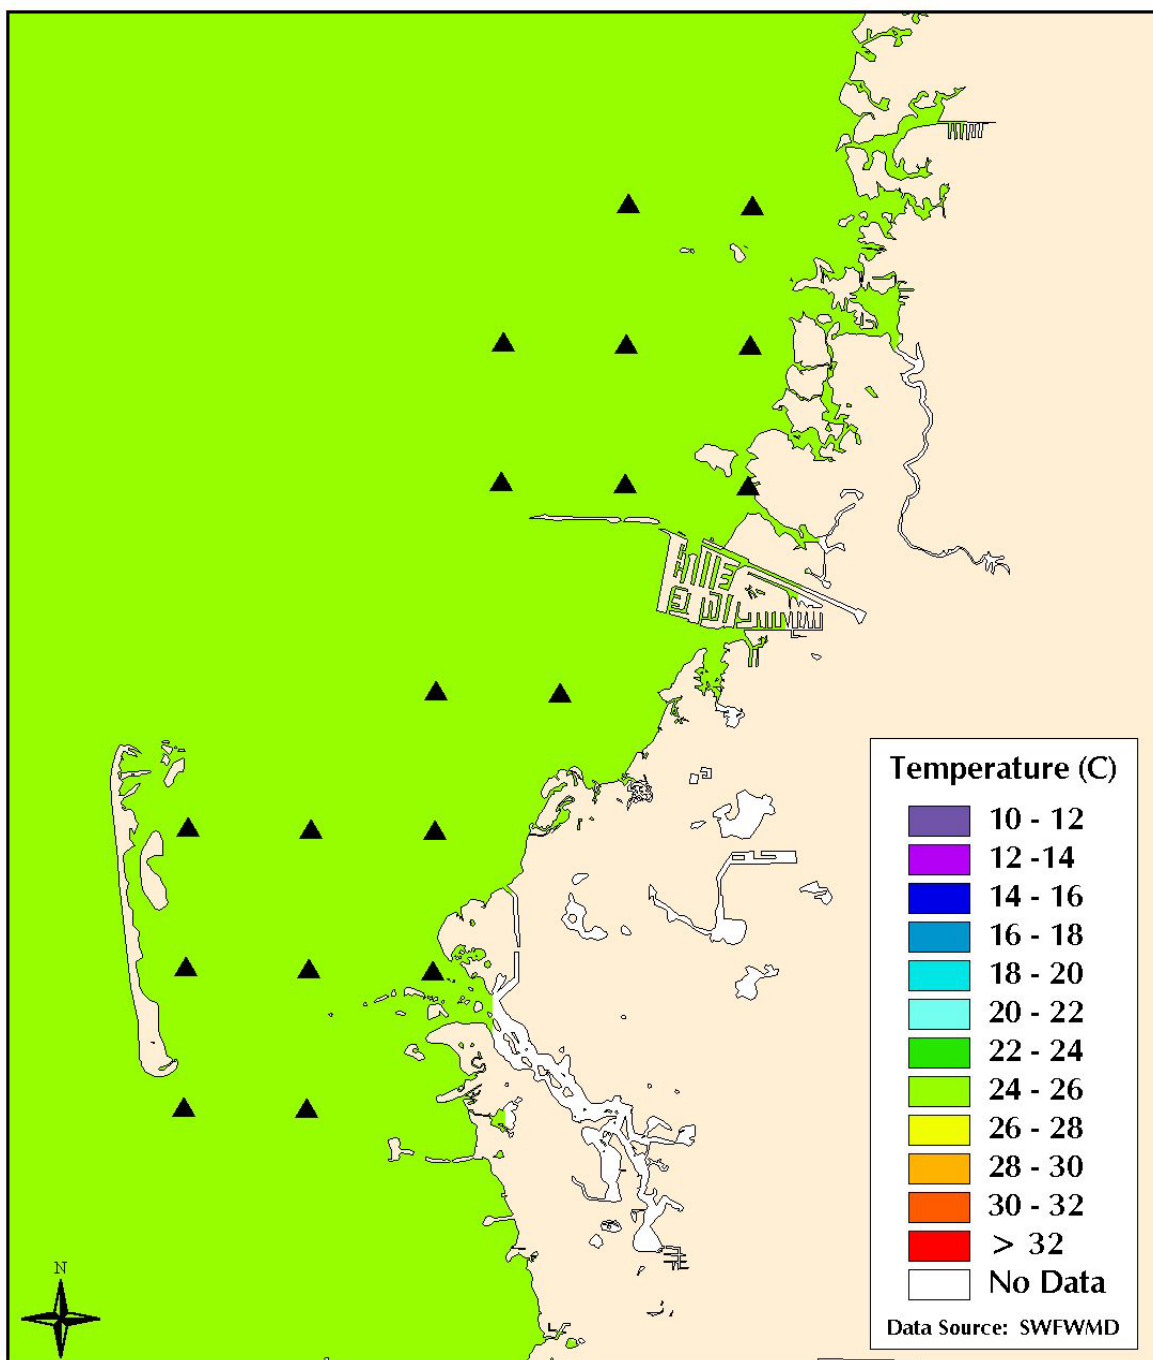 Temperature (C)
10 - 12
12 -14
14 - 16
16 - 18
18 - 20
20 - 22
22 - 24
24 - 26
26 - 28
28 - 30
30 - 32
> 32
No Data
Data Source: SWFWMD
N